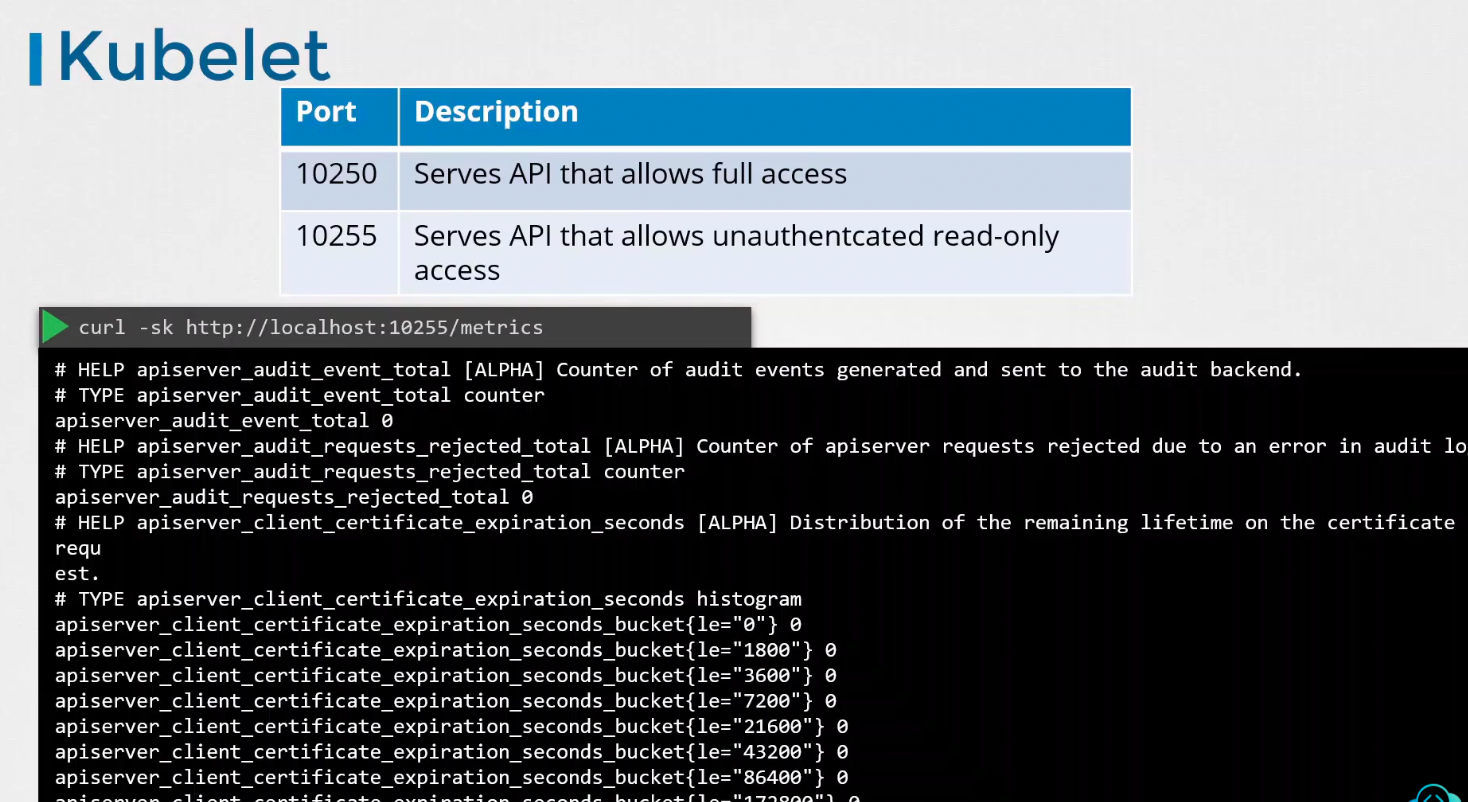 Kubelet
Port Description
10250 Serves API that allows full access
10255 Serves API that allows unauthentcated read-only
access
curl -sk http://localhost:10255/metrics
# HELP apiserver_audit_event_total [ALPHA] Counter of audit events generated and sent to the audit backend.
# TYPE apiserver_audit_event_total counter
apiserver_audit_event_total 0
# HELP apiserver_audit_requests_rejected_total [ALPHA] Counter of apiserver requests rejected due to an error in audit lo
# TYPE apiserver_audit_requests_rejected_total counter
apiserver_audit_requests_rejected_total 0
# HELP apiserver_client_certificate_expiration_seconds [ALPHA] Distribution of the remaining lifetime on the certificate
requ
est.
# TYPE apiserver_client_certificate_expiration_seconds histogram
apiserver_client_certificate_expiration_seconds_bucket{le="0"} 0
apiserver_client_certificate_expiration_seconds_bucket{le="1800"} 0
apiserver_client_certificate_expiration_seconds_bucket{le="3600"} 0
apiserver_client_certificate_expiration_seconds_bucket{le="7200"} 0
apiserver_client_certificate_expiration_seconds_bucket{le="21600"} 0
apiserver_client_certificate_expiration_seconds_bucket{le="43200"} 0
apiserver_client_certificate_expiration_seconds_bucket{le="86400"} 0
apiserver_client_certificate_expiration_seconds_bucket{le="172800"} 0